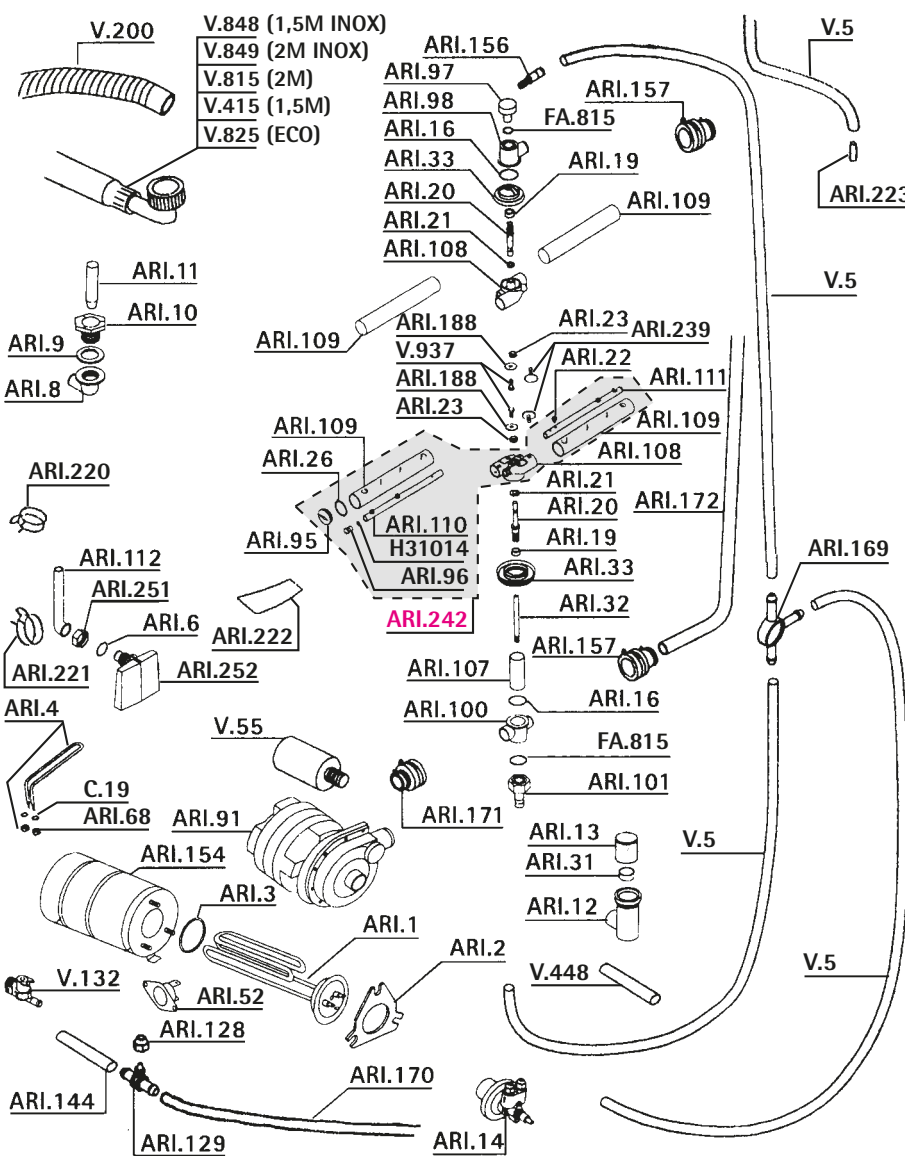 V.200
V.848 (1,5M INOX)
V.849 (2M INOX)
V.815 (2M)
V.415 (1,5M)
V.825 (ECO)
ARI.156
ARI.97
ARI.98
ARI.16
ARI.33
ARI.20
ARI.21
ARI.108
FA.815
ARI.19
ARI.109
ARI.157
V.5
ARI.223
ARI.11
ARI.10
ARI.9
ARI.8
ARI.109
ARI.188
V.937
ARI.188
ARI.23
ARI.23
ARI.239
ARI.22
ARI.111
ARI.109
ARI.108
V.5
ARI.109
ARI.26
ARI.95
ARI.110
H31014
ARI.96
ARI.242
ARI.21
ARI.20
ARI.19
ARI.33
ARI.32
ARI.172
ARI.169
ARI.220
ARI.112
ARI.251
ARI.6
ARI.221
ARI.252
ARI.222
ARI.157
ARI.107
ARI.16
ARI.100
FA.815
ARI.101
ARI.4
C.19
ARI.68
V.55
ARI.91
ARI.171
ARI.154
ARI.3
ARI.1
ARI.2
ARI.13
ARI.31
ARI.12
V.5
V.448
V.5
V.132
ARI.52
ARI.128
ARI.144
ARI.129
ARI.170
ARI.14